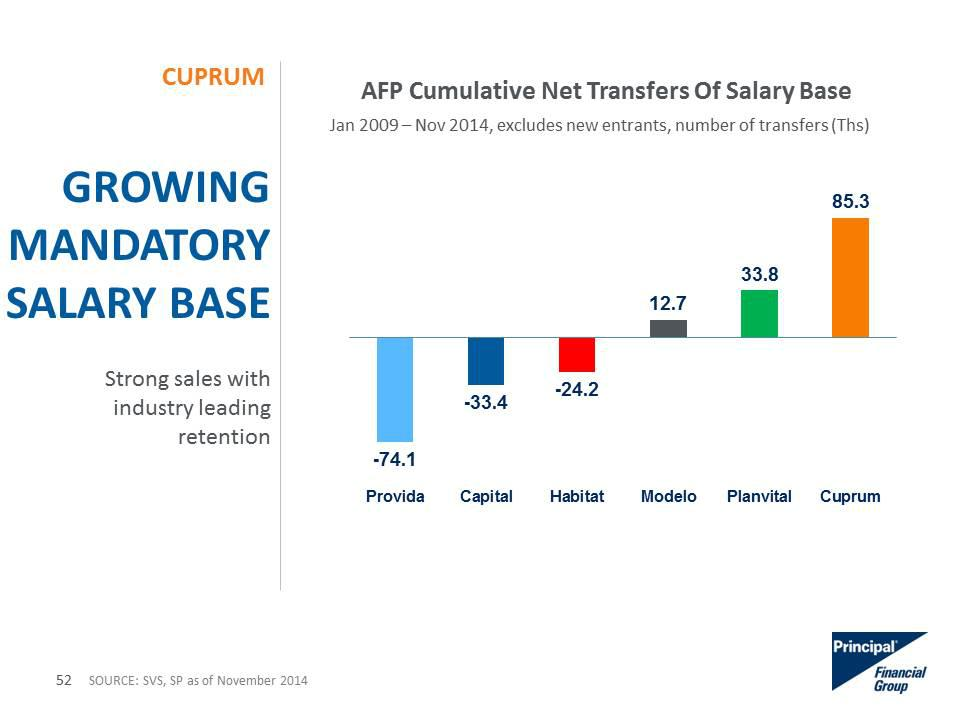 CUPRUM
GROWING
MANDATORY
SALARY BASE
Strong sales with
industry leading
retention
AFP Cumulative Net Transfers Of Salary Base
Jan 2009 – Nov 2014, excludes new entrants, number of transfers (Ths)
85.3
33.8
12.7
-24.2
-33.4
-74.1
Provida Capital Habitat Modelo Planvital Cuprum
52 SOURCE: SVS, SP as of November 2014
Principal®
Financial
Group